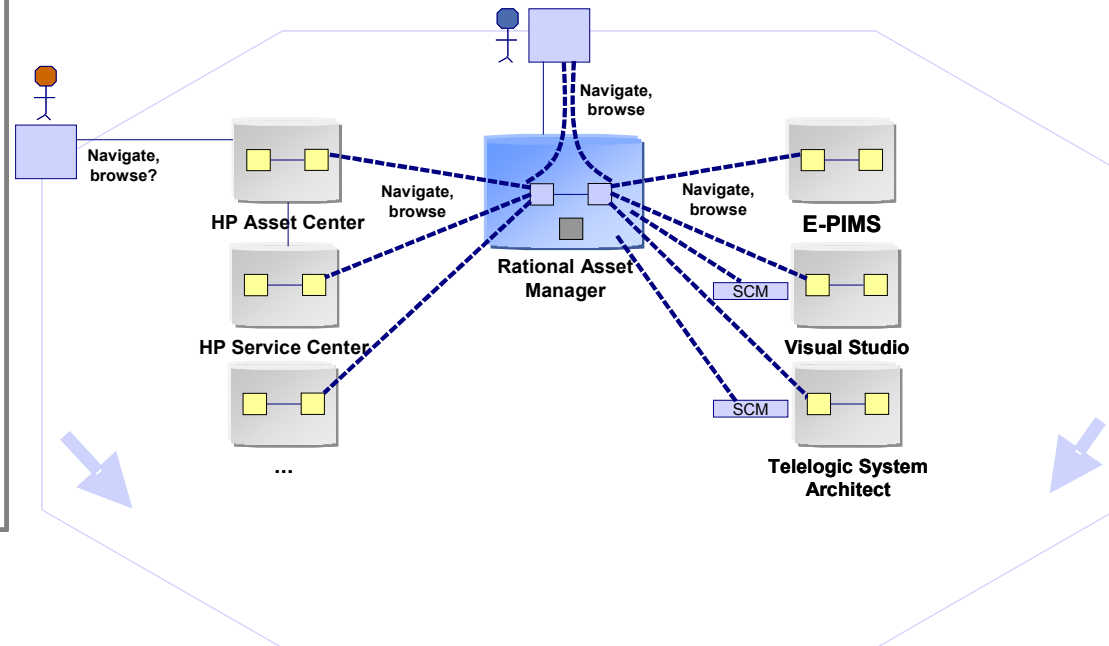 Navigate,
browse
Navigate,
browse?
Navigate,
browse
Navigate,
browse
HP Asset Center
E-PIMS
Rational Asset
Manager
SCM
HP Service Center
Visual Studio
SCM
...
Telelogic System
Architect